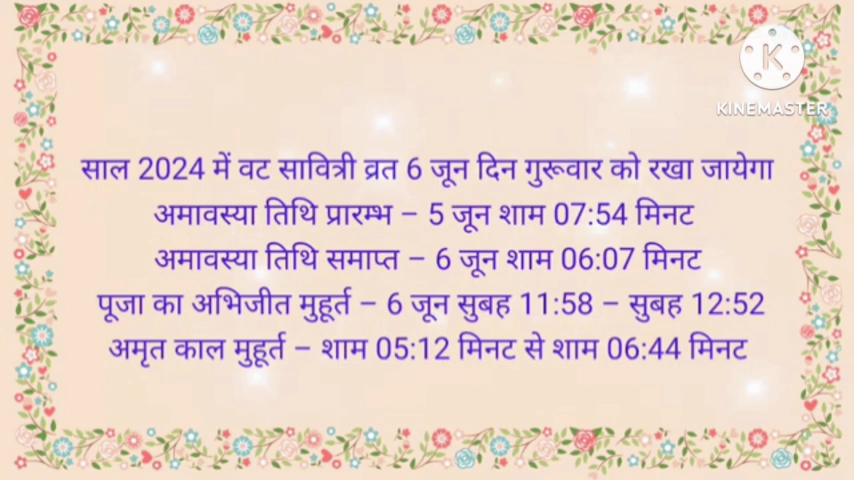 KINEMASTER
साल 2024 में वट सावित्री व्रत 6 जून दिन गुरूवार को रखा जायेगा
अमावस्या तिथि प्रारम्भ – 5 जून शाम 07:54 मिनट
अमावस्या तिथि समाप्त – 6 जून शाम 06:07 मिनट
पूजा का अभिजीत मुहूर्त – 6 जून सुबह 11:58 – सुबह 12:52
अमृत काल मुहूर्त – शाम 05:12 मिनट से शाम 06:44 मिनट